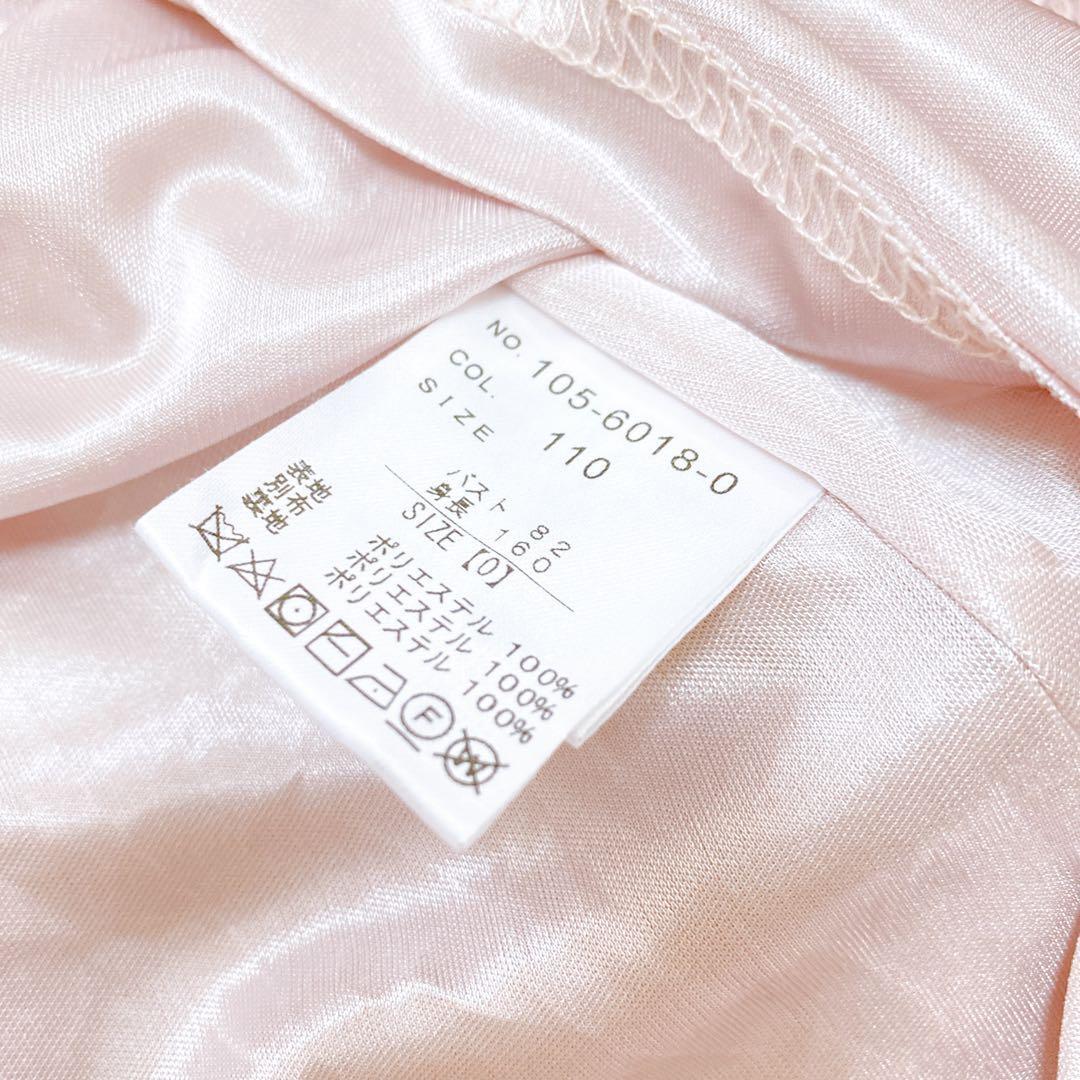 NO. 105-6018-0
COL. 110
SIZE
バスト 82
身長 160
SIZE【0】
表地 ポリエステル 100%
別布 ポリエステル 100%
裏地 ポリエステル 100%
F
W